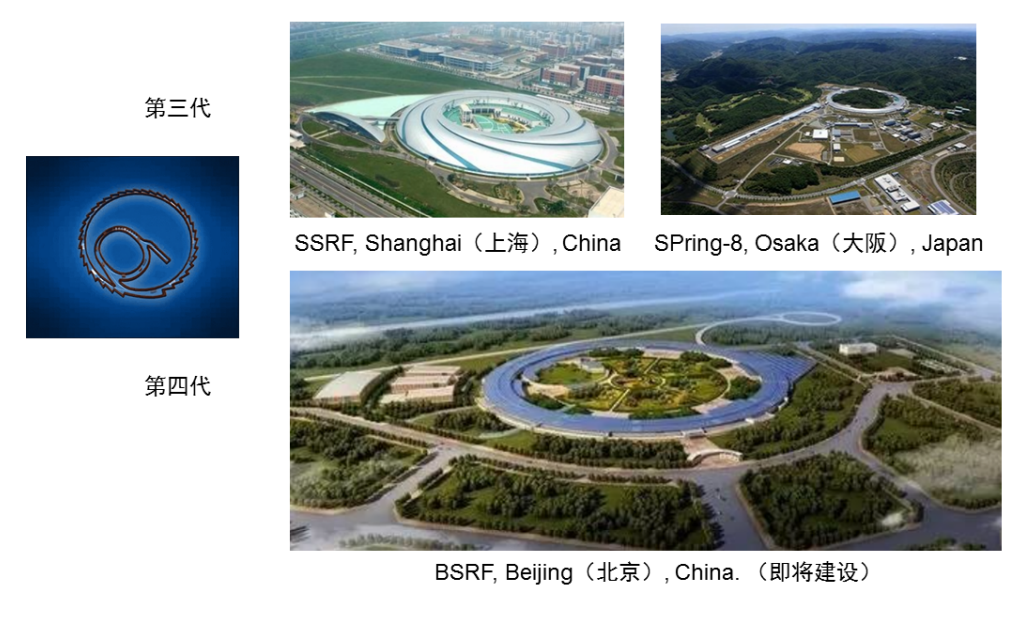 第三代
SSRF, Shanghai（上海）, China
SPring-8, Osaka（大阪）, Japan
第四代
BSRF, Beijing（北京）, China. （即将建设）